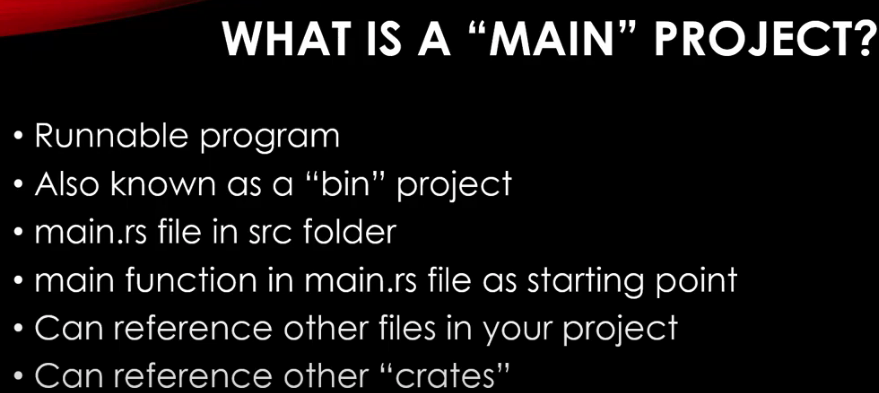 WHAT IS A “MAIN” PROJECT?
• Runnable program
• Also known as a “bin” project
• main.rs file in src folder
• main function in main.rs file as starting point
• Can reference other files in your project
• Can reference other “crates”